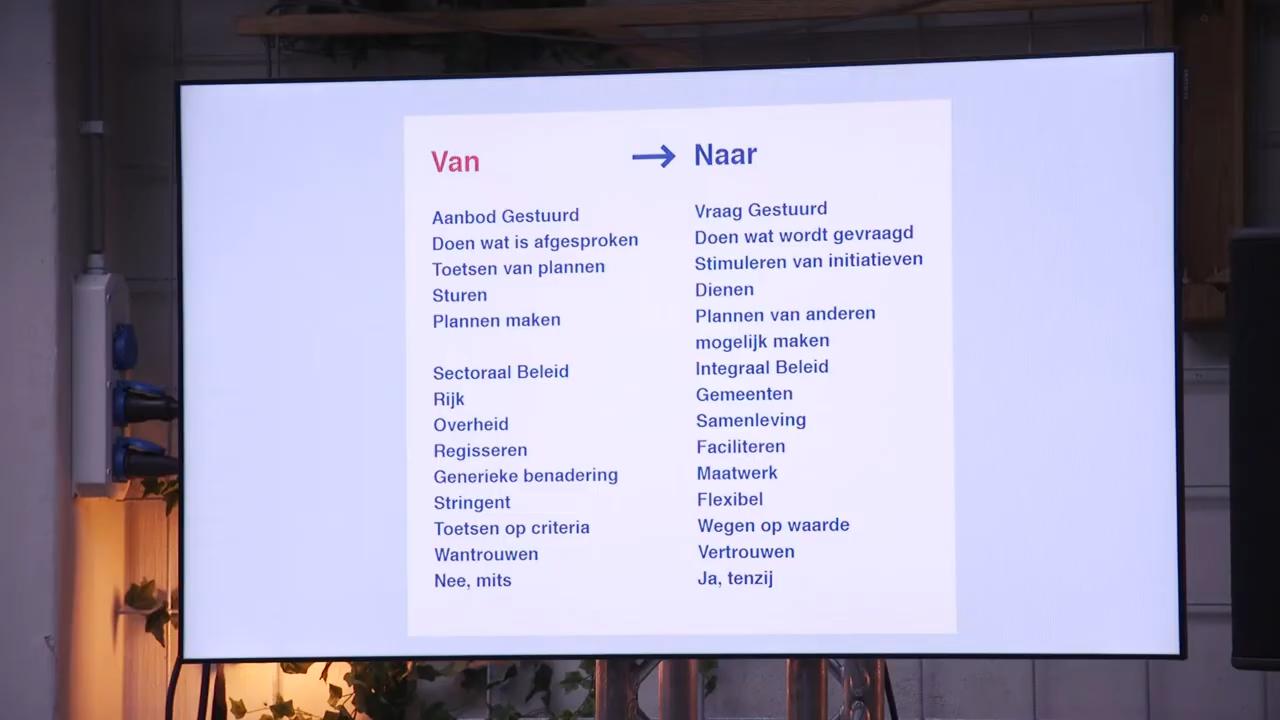 Van → Naar
Aanbod Gestuurd Vraag Gestuurd
Doen wat is afgesproken Doen wat wordt gevraagd
Toetsen van plannen Stimuleren van initiatieven
Sturen Dienen
Plannen maken Plannen van anderen
mogelijk maken
Sectoraal Beleid Integraal Beleid
Rijk Gemeenten
Overheid Samenleving
Regisseren Faciliteren
Generieke benadering Maatwerk
Stringent Flexibel
Toetsen op criteria Wegen op waarde
Wantrouwen Vertrouwen
Nee, mits Ja, tenzij